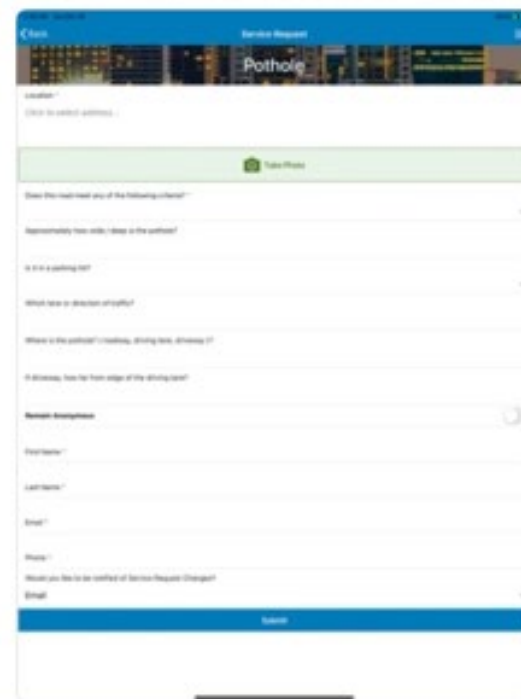 Back
Service Request
Pothole
Location *
Click to select address...
Take Photo
Does this road meet any of the following criteria? *
Approximately how wide / deep is the pothole?
Is it in a parking lot?
Which lane or direction of traffic?
Where is the pothole? ( roadway, driving lane, driveway )?
If driveway, how far from edge of the driving lane?
Remain Anonymous
First Name *
Last Name *
Email *
Phone *
Would you like to be notified of Service Request Changes?
Email
Submit